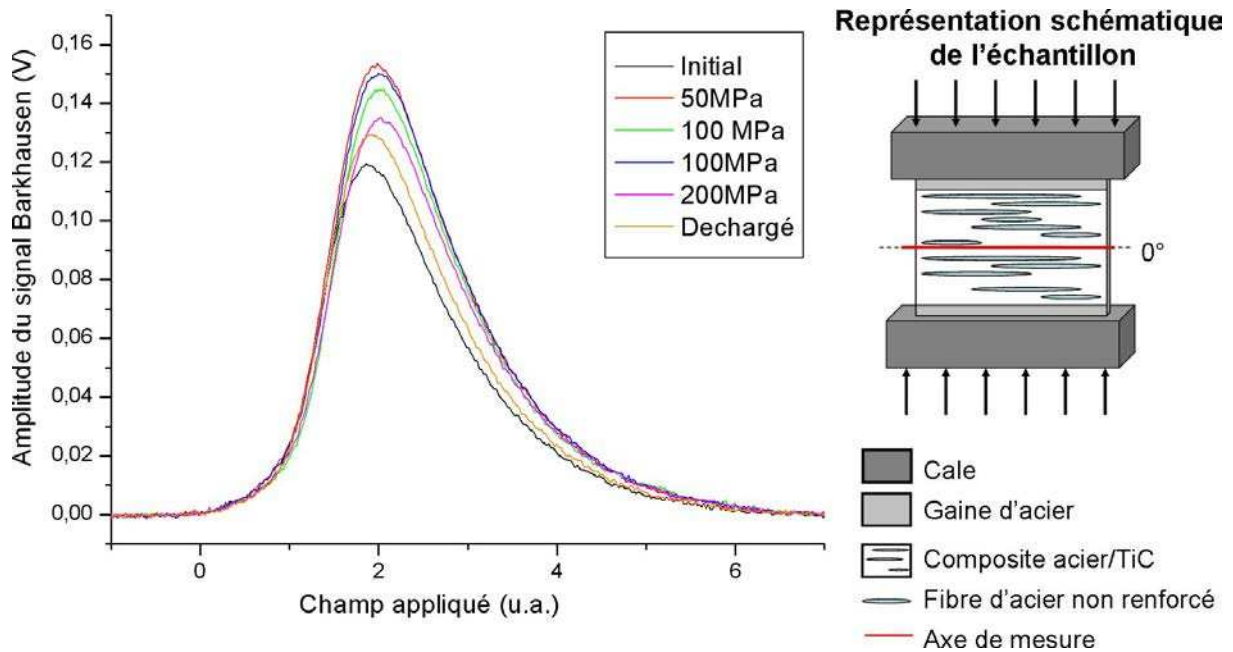 Amplitude du signal Barkhausen (V)
0,16
0,14
0,12
0,10
0,08
0,06
0,04
0,02
0,00
0
2
4
6
Champ appliqué (u.a.)
Initial
50MPa
100 MPa
100MPa
200MPa
Dechargé
Représentation schématique
de l'échantillon
0°
Cale
Gaine d'acier
Composite acier/TiC
Fibre d'acier non renforcé
Axe de mesure